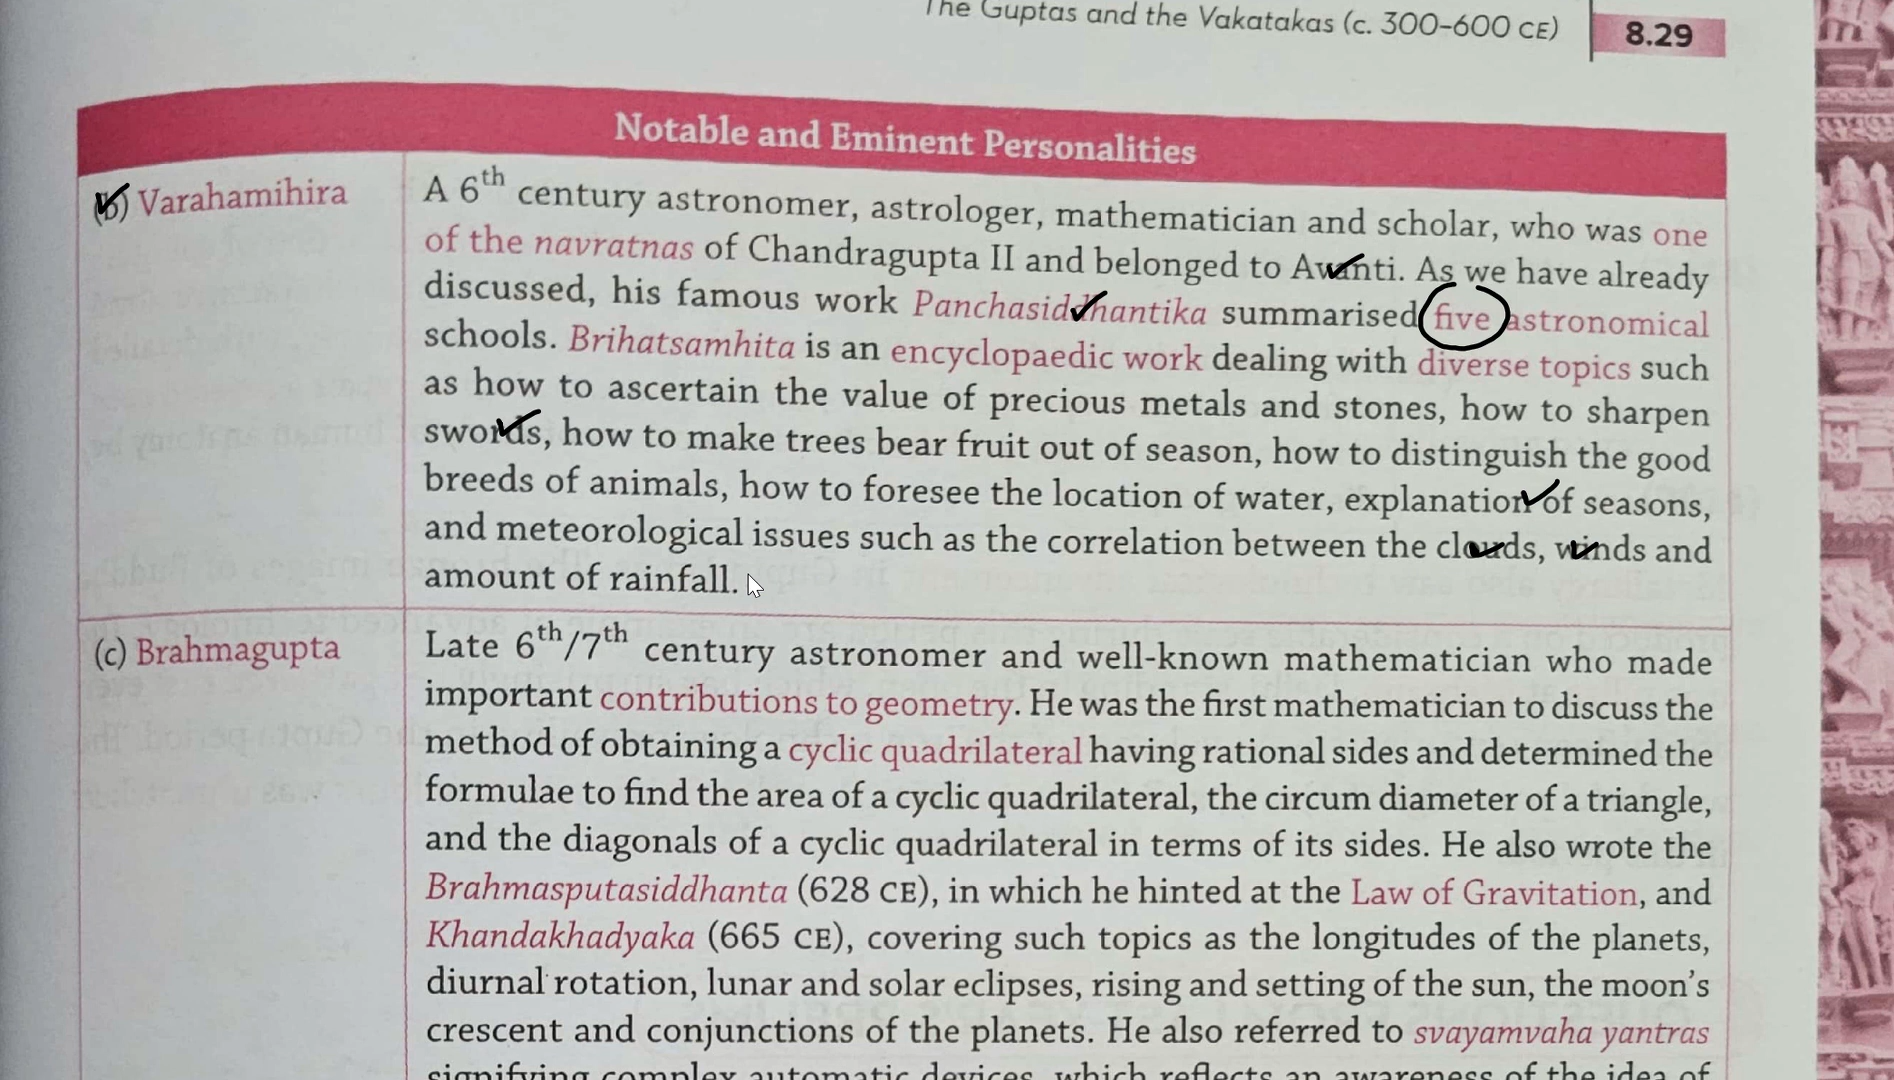 The Guptas and the Vakatakas (c. 300–600 CE) 8.29
Notable and Eminent Personalities
(b) Varahamihira
A 6th century astronomer, astrologer, mathematician and scholar, who was one
of the navratnas of Chandragupta II and belonged to Avanti. As we have already
discussed, his famous work Panchasiddhantika summarised five astronomical
schools. Brihatsamhita is an encyclopaedic work dealing with diverse topics such
as how to ascertain the value of precious metals and stones, how to sharpen
swords, how to make trees bear fruit out of season, how to distinguish the good
breeds of animals, how to foresee the location of water, explanation of seasons,
and meteorological issues such as the correlation between the clouds, winds and
amount of rainfall.
(c) Brahmagupta
Late 6th/7th century astronomer and well-known mathematician who made
important contributions to geometry. He was the first mathematician to discuss the
method of obtaining a cyclic quadrilateral having rational sides and determined the
formulae to find the area of a cyclic quadrilateral, the circum diameter of a triangle,
and the diagonals of a cyclic quadrilateral in terms of its sides. He also wrote the
Brahmasputasiddhanta (628 CE), in which he hinted at the Law of Gravitation, and
Khandakhadyaka (665 CE), covering such topics as the longitudes of the planets,
diurnal rotation, lunar and solar eclipses, rising and setting of the sun, the moon's
crescent and conjunctions of the planets. He also referred to svayamvaha yantras
signifying complex automatic devices, which reflects an awareness of the idea of